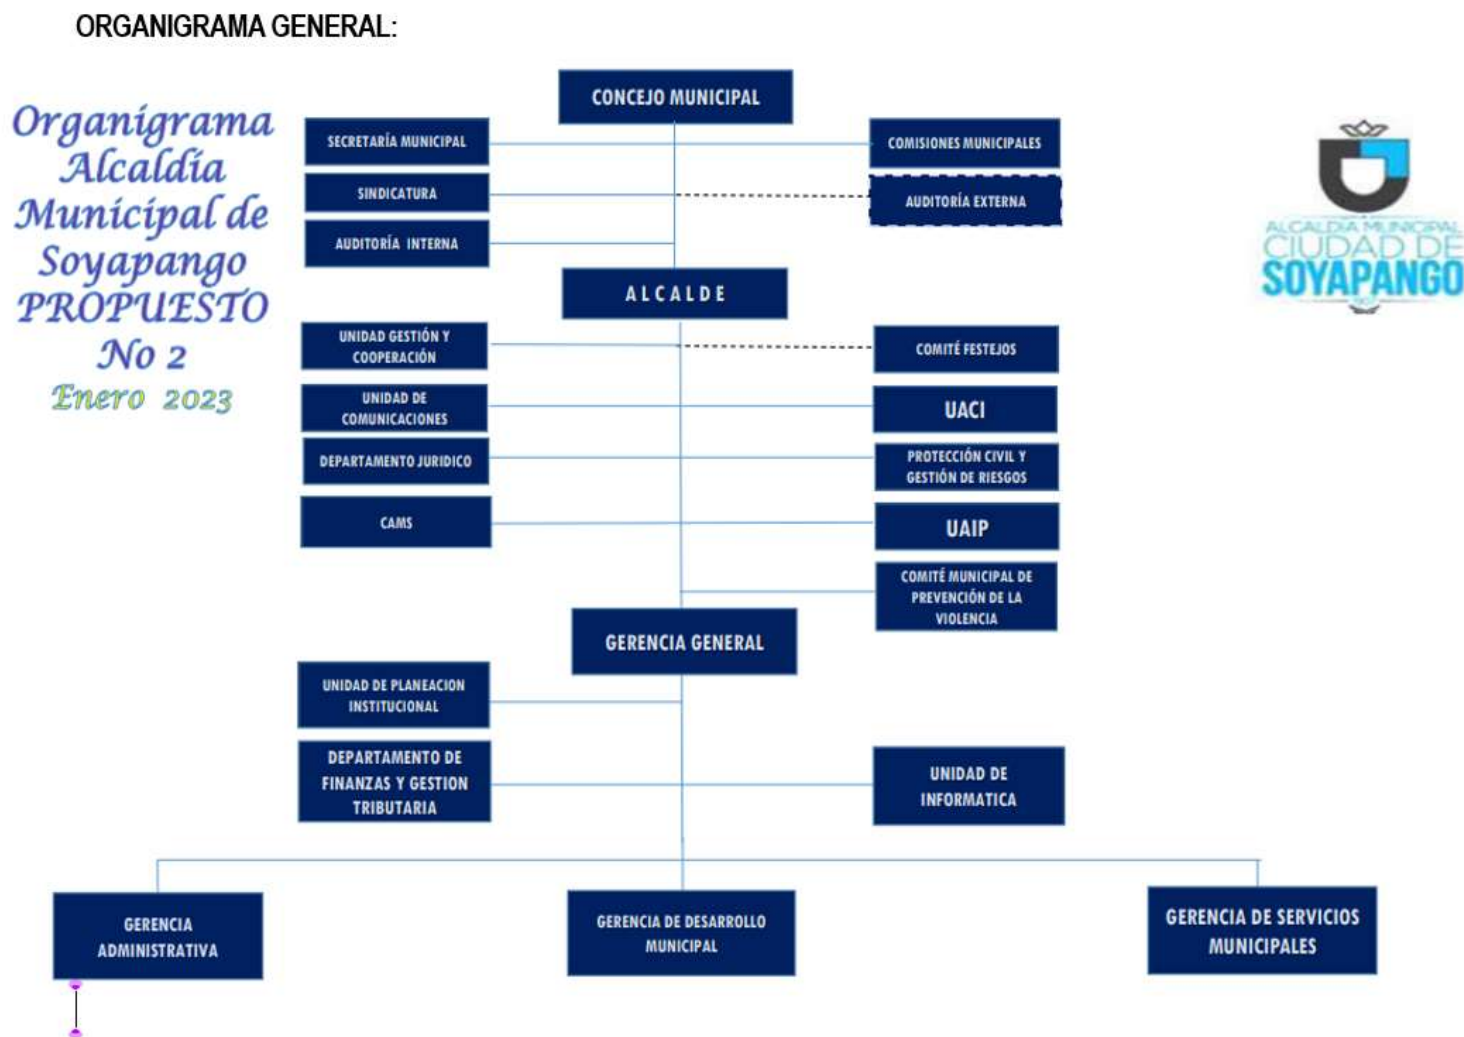 ORGANIGRAMA GENERAL:
Organigrama
Alcaldía
Municipal de
Soyapango
PROPUESTO
No 2
Enero 2023
CONCEJO MUNICIPAL
SECRETARÍA MUNICIPAL
COMISIONES MUNICIPALES
SINDICATURA
AUDITORÍA EXTERNA
AUDITORÍA INTERNA
ALCALDIA MUNICIPAL
CIUDAD DE
SOYAPANGO
ALCALDE
UNIDAD GESTIÓN Y
COOPERACIÓN
COMITÉ FESTEJOS
UNIDAD DE
COMUNICACIONES
UACI
DEPARTAMENTO JURIDICO
PROTECCIÓN CIVIL Y
GESTIÓN DE RIESGOS
CAMS
UAIP
COMITÉ MUNICIPAL DE
PREVENCIÓN DE LA
VIOLENCIA
GERENCIA GENERAL
UNIDAD DE PLANEACION
INSTITUCIONAL
DEPARTAMENTO DE
FINANZAS Y GESTION
TRIBUTARIA
UNIDAD DE
INFORMATICA
GERENCIA
ADMINISTRATIVA
GERENCIA DE DESARROLLO
MUNICIPAL
GERENCIA DE SERVICIOS
MUNICIPALES